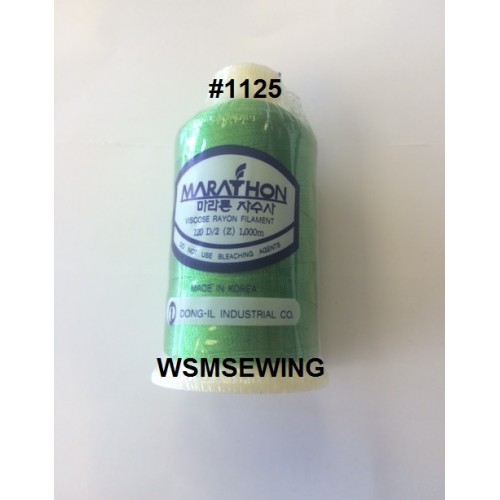 #1125
MARATHON
마라톤 자수사
VISCOSE RAYON FILAMENT
120 D/2 (Z) 1,000m
DO NOT USE BLEACHING AGENTS
MADE IN KOREA
DONG-IL INDUSTRIAL CO.
WSMSEWING